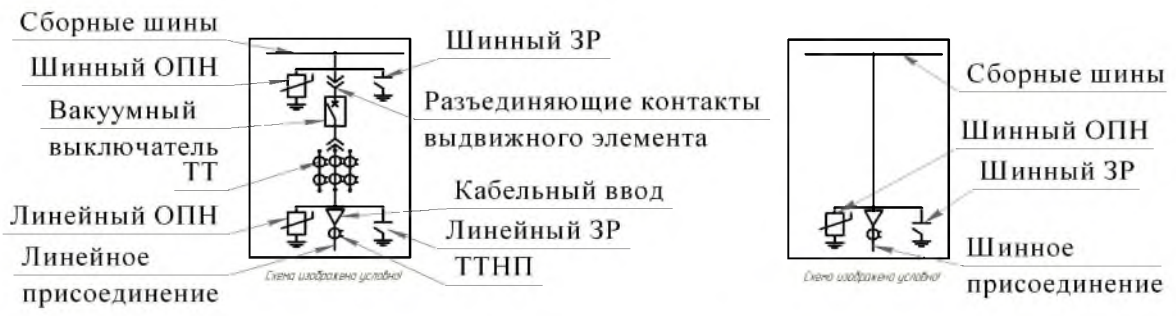 Сборные шины
Шинный ОПН
Вакуумный
выключатель
ТТ
Линейный ОПН
Линейное
присоединение
Шинный ЗР
Разъединяющие контакты
выдвижного элемента
Кабельный ввод
Линейный ЗР
ТТНП
Схема изображена условно!
Сборные шины
Шинный ОПН
Шинный ЗР
Шинное
присоединение
Схема изображена условно!